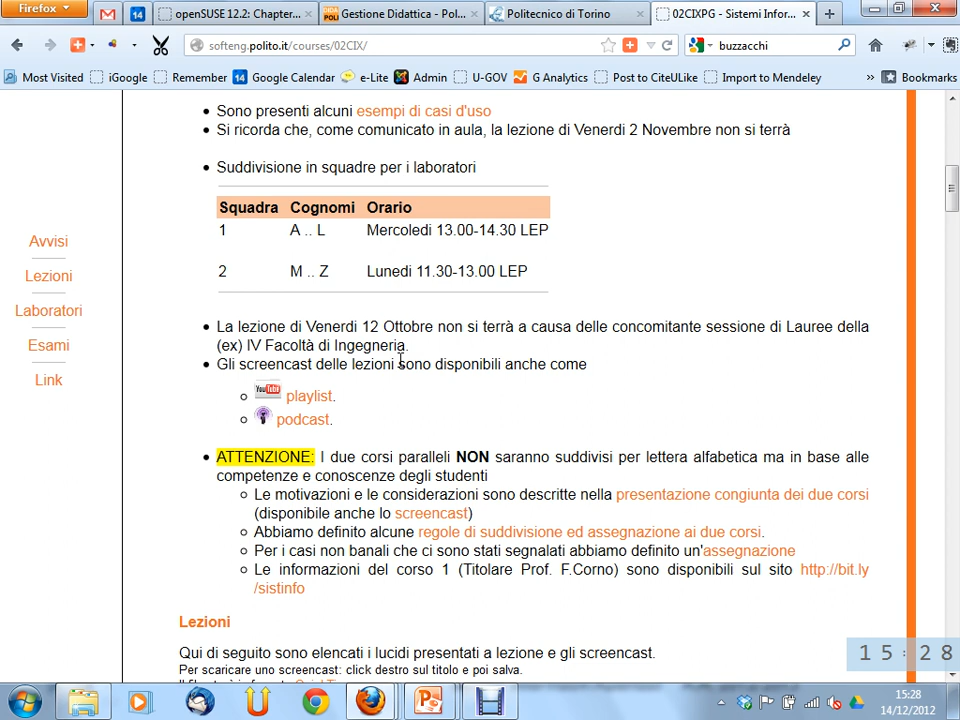 Firefox
openSUSE 12.2: Chapter...
Gestione Didattica - Pol...
Politecnico di Torino
02CIXPG - Sistemi Infor...
softeng.polito.it/courses/02CIX/
buzzacchi
Most Visited
iGoogle
Remember
14
Google Calendar
e-Lite
Admin
U-GOV
G Analytics
Post to CiteULike
Import to Mendeley
»
Bookmarks
Sono presenti alcuni esempi di casi d'uso
Si ricorda che, come comunicato in aula, la lezione di Venerdi 2 Novembre non si terrà
Suddivisione in squadre per i laboratori
Squadra Cognomi Orario
1 A .. L Mercoledi 13.00-14.30 LEP
2 M .. Z Lunedi 11.30-13.00 LEP
Avvisi
Lezioni
Laboratori
Esami
Link
La lezione di Venerdi 12 Ottobre non si terrà a causa delle concomitante sessione di Lauree della
(ex) IV Facoltà di Ingegneria.
Gli screencast delle lezioni sono disponibili anche come
YouTube playlist.
podcast.
ATTENZIONE: I due corsi paralleli NON saranno suddivisi per lettera alfabetica ma in base alle
competenze e conoscenze degli studenti
Le motivazioni e le considerazioni sono descritte nella presentazione congiunta dei due corsi
(disponibile anche lo screencast)
Abbiamo definito alcune regole di suddivisione ed assegnazione ai due corsi.
Per i casi non banali che ci sono stati segnalati abbiamo definito un'assegnazione
Le informazioni del corso 1 (Titolare Prof. F.Corno) sono disponibili sul sito http://bit.ly
/sistinfo
Lezioni
Qui di seguito sono elencati i lucidi presentati a lezione e gli screencast.
Per scaricare uno screencast: click destro sul titolo e poi salva.
15:28
15:28
14/12/2012